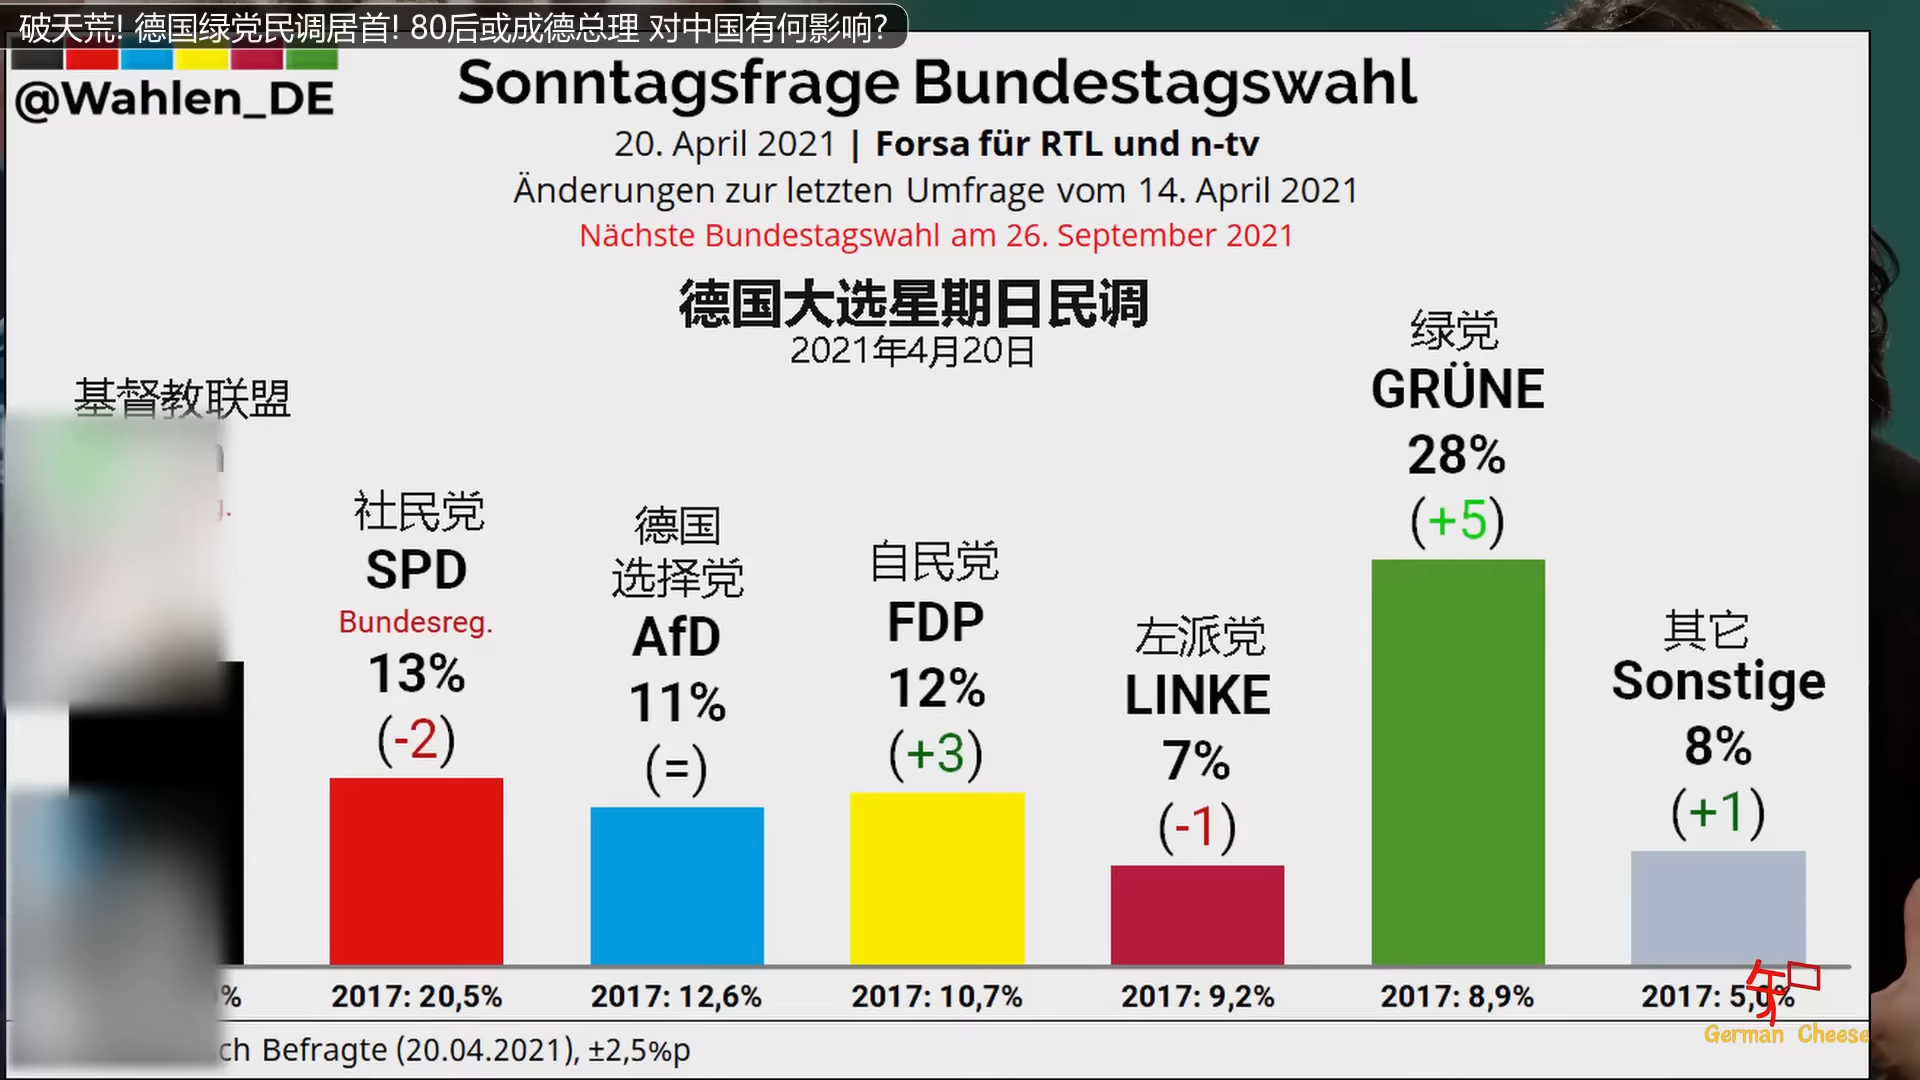 破天荒! 德国绿党民调居首! 80后或成德总理 对中国有何影响?
@Wahlen_DE
Sonntagsfrage Bundestagswahl
20. April 2021 | Forsa für RTL und n-tv
Änderungen zur letzten Umfrage vom 14. April 2021
Nächste Bundestagswahl am 26. September 2021
德国大选星期日民调
2021年4月20日
基督教联盟
社民党
SPD
Bundesreg.
13%
(-2)
2017: 20,5%
德国
选择党
AfD
11%
(=)
2017: 12,6%
自民党
FDP
12%
(+3)
2017: 10,7%
左派党
LINKE
7%
(-1)
2017: 9,2%
绿党
GRÜNE
28%
(+5)
2017: 8,9%
其它
Sonstige
8%
(+1)
2017: 5,0%
Befragte (20.04.2021), ±2,5%p
German Cheese